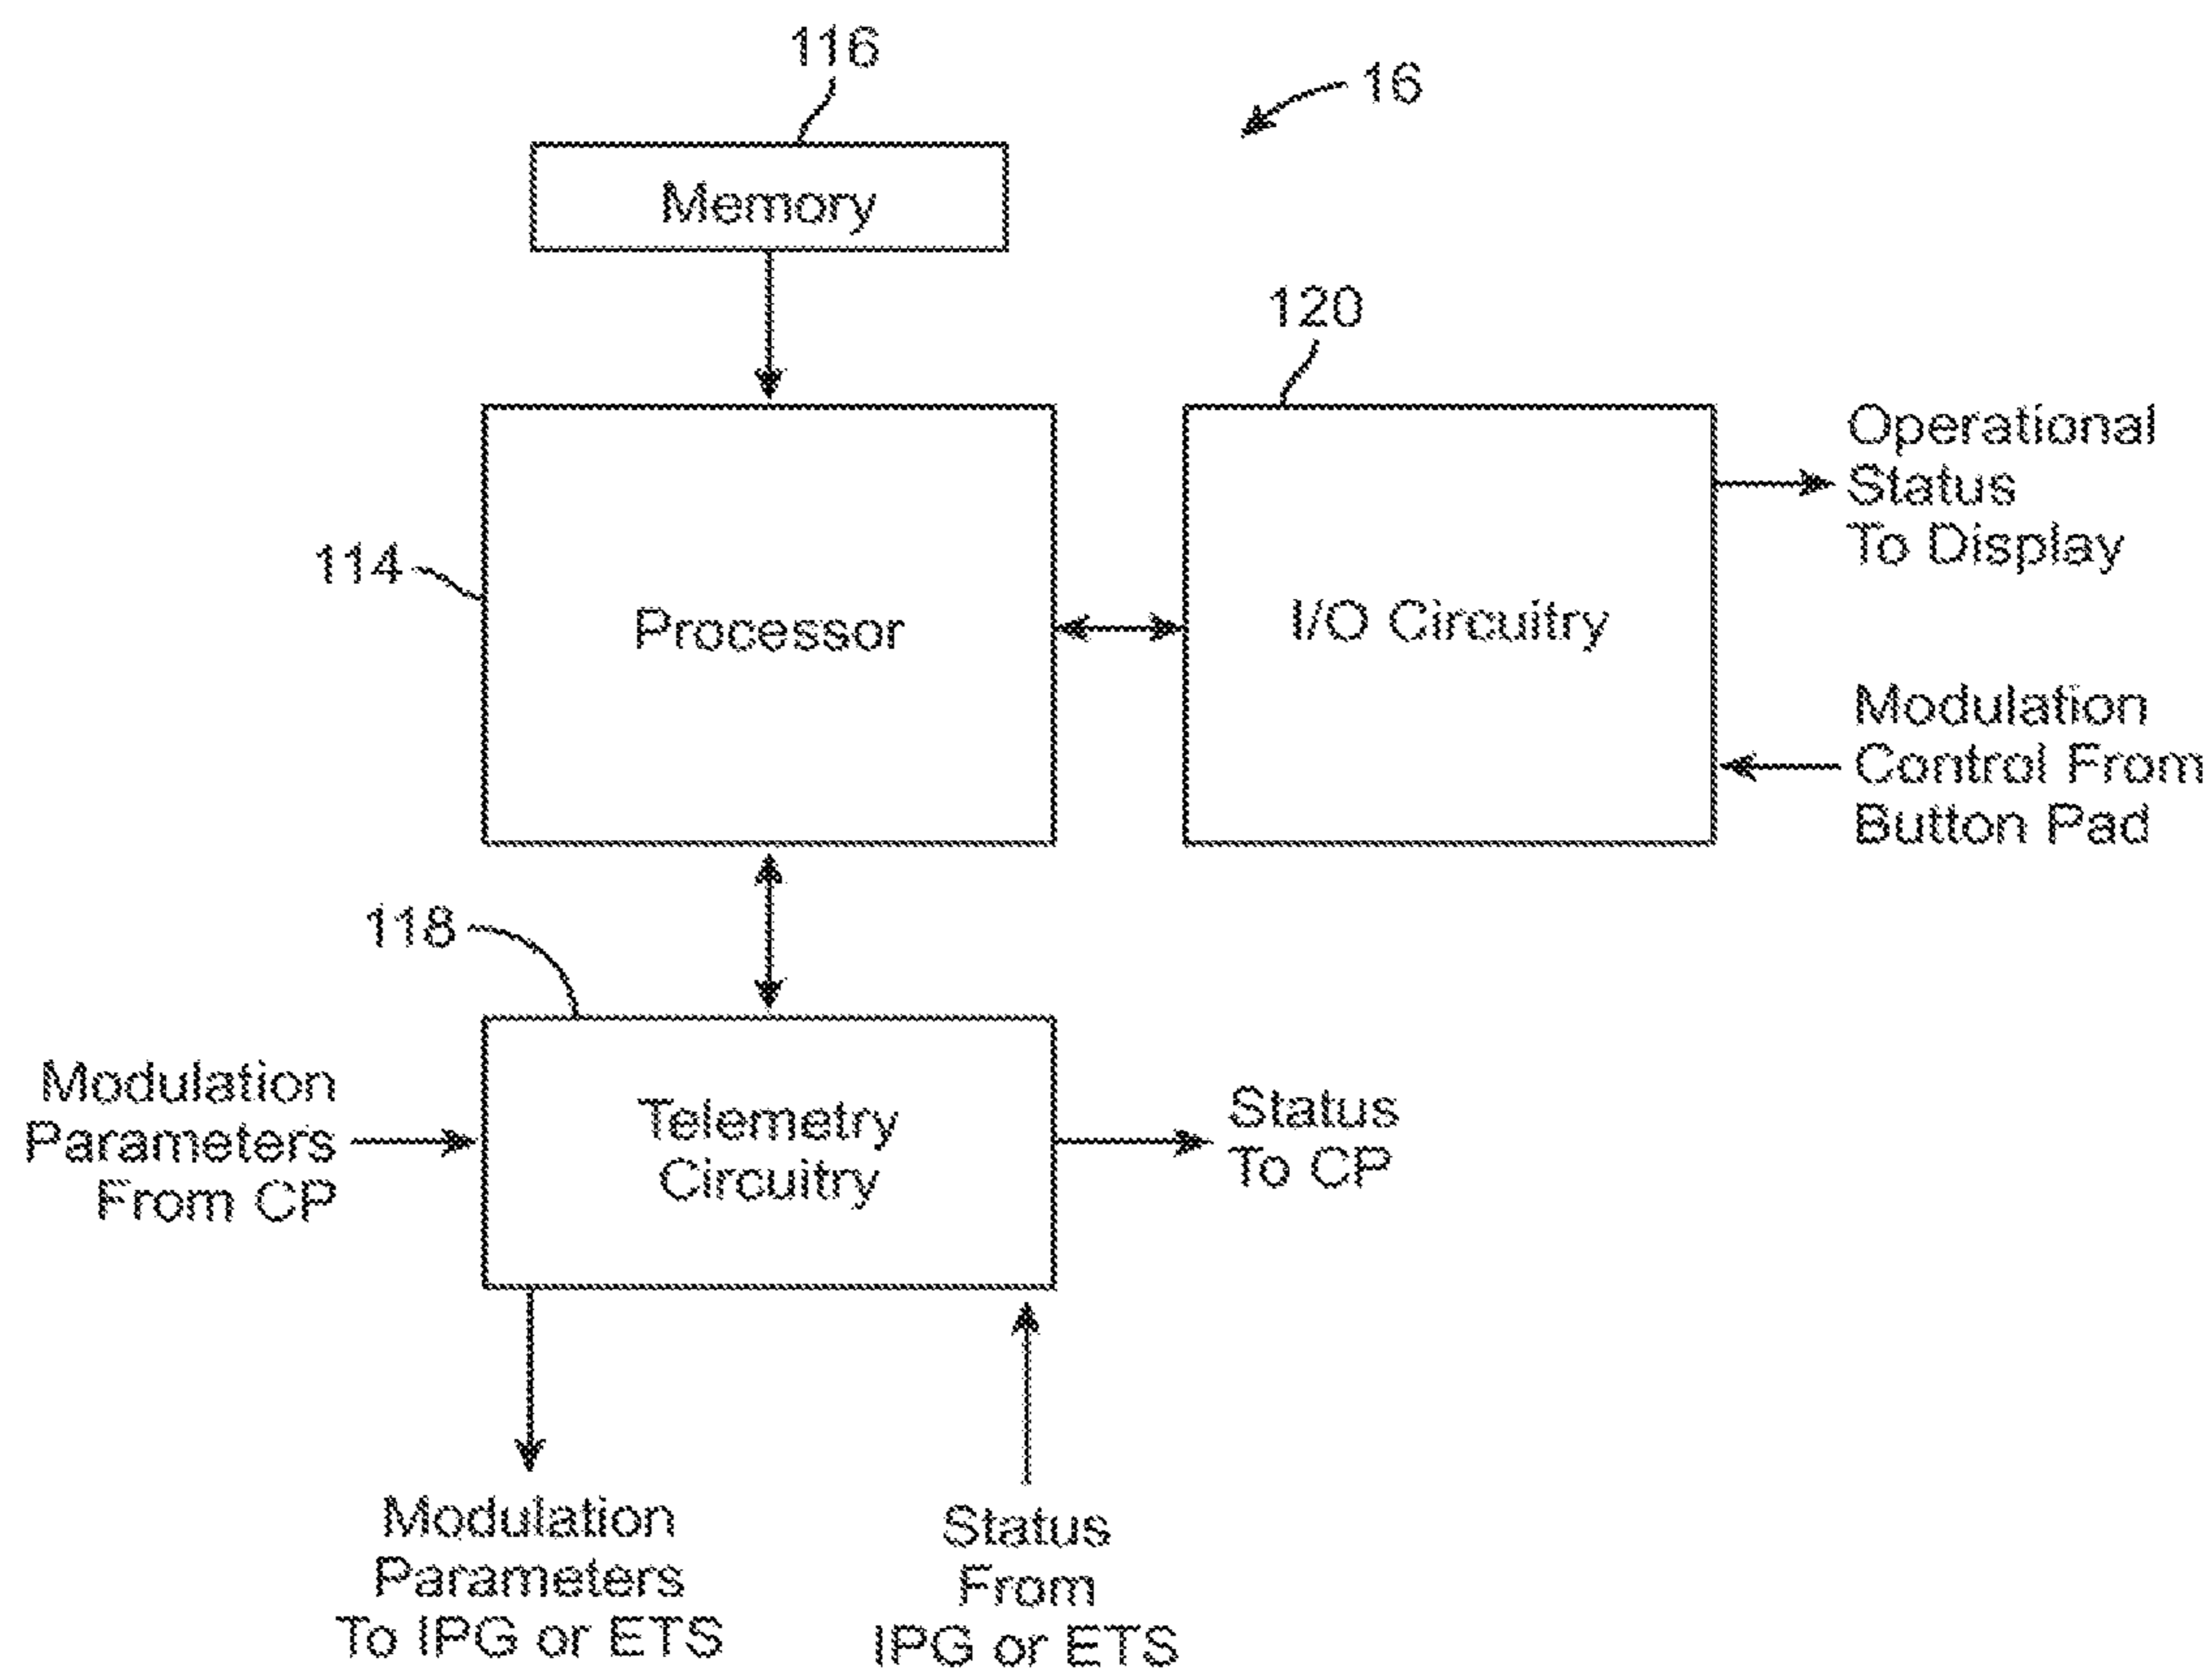 116
16
Memory
120
Operational
Status
To Display
114
Processor
I/O Circuitry
Modulation
Control From
Button Pad
118
Modulation
Parameters
From CP
Telemetry
Circuitry
Status
To CP
Modulation
Parameters
To IPG or ETS
Status
From
IPG or ETS